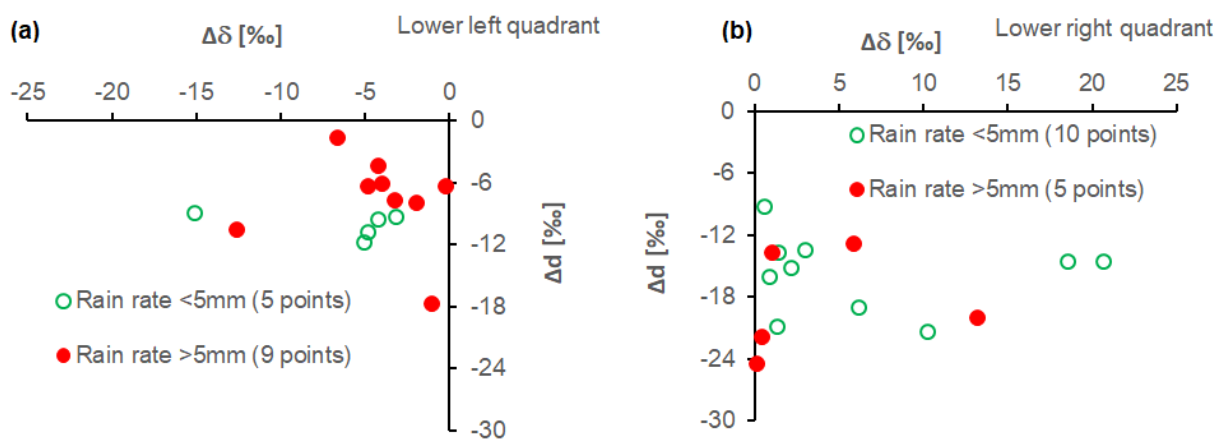 (a)
Δδ [‰]
Lower left quadrant
-25 -20 -15 -10 -5 0
0
-6
-12
-18
-24
-30
Δd [‰]
Rain rate <5mm (5 points)
Rain rate >5mm (9 points)
(b)
Δδ [‰]
Lower right quadrant
0 5 10 15 20 25
0
-6
-12
-18
-24
-30
Δd [‰]
Rain rate <5mm (10 points)
Rain rate >5mm (5 points)